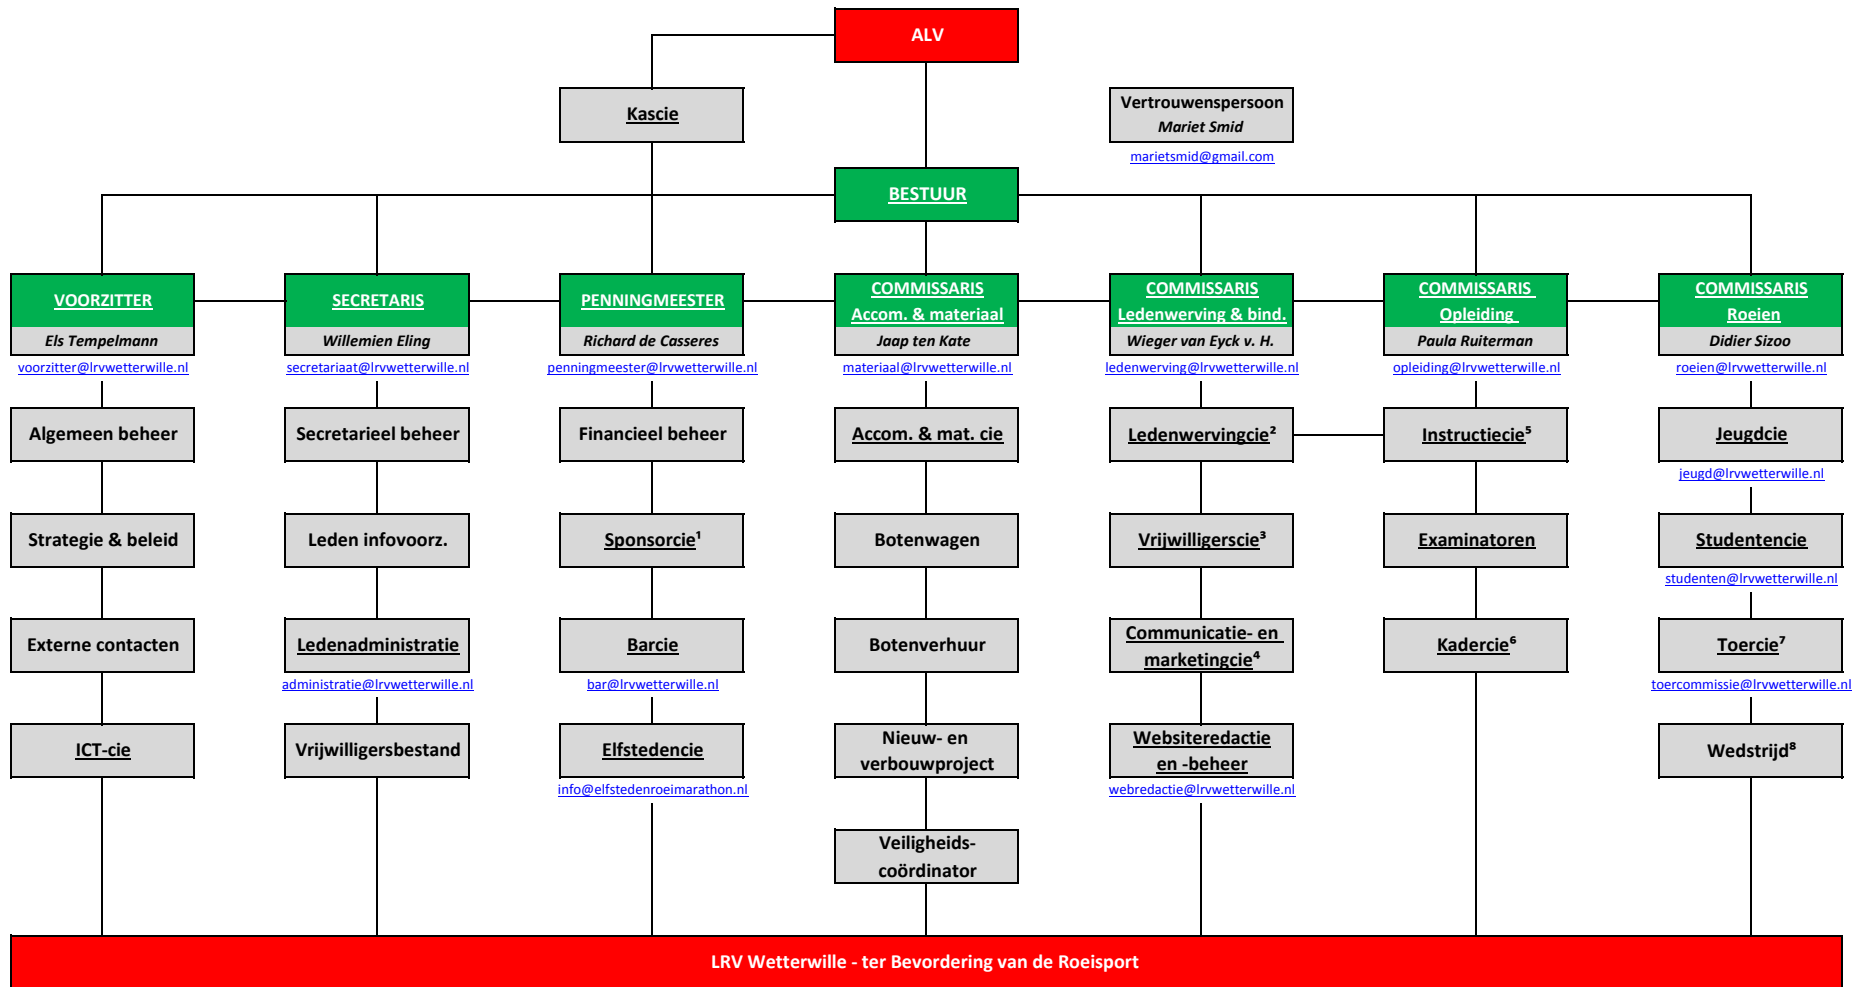 ALV
Kascie
Vertrouwenspersoon
Mariet Smid
marietsmid@gmail.com
BESTUUR
VOORZITTER
Els Tempelmann
voorzitter@lrvwetterwille.nl
SECRETARIS
Willemien Eling
secretariaat@lrvwetterwille.nl
PENNINGMEESTER
Richard de Casseres
penningmeester@lrvwetterwille.nl
COMMISSARIS
Accom. & materiaal
Jaap ten Kate
materiaal@lrvwetterwille.nl
COMMISSARIS
Ledenwerving & bind.
Wieger van Eyck v. H.
ledenwerving@lrvwetterwille.nl
COMMISSARIS
Opleiding
Paula Ruiterman
opleiding@lrvwetterwille.nl
COMMISSARIS
Roeien
Didier Sizoo
roeien@lrvwetterwille.nl
Algemeen beheer
Secretarieel beheer
Financieel beheer
Accom. & mat. cie
Ledenwervingcie²
Instructiecie⁵
Jeugdcie
jeugd@lrvwetterwille.nl
Strategie & beleid
Leden infovoorz.
Sponsorcie¹
Botenwagen
Vrijwilligerscie³
Examinatoren
Studentencie
studenten@lrvwetterwille.nl
Externe contacten
Ledenadministratie
administratie@lrvwetterwille.nl
Barcie
bar@lrvwetterwille.nl
Botenverhuur
Communicatie- en
marketingcie⁴
Kadercie⁶
Toercie⁷
toercommissie@lrvwetterwille.nl
ICT-cie
Vrijwilligersbestand
Elfstedencie
info@elfstedenroeimarathon.nl
Nieuw- en
verbouwproject
Websiteredactie
en -beheer
webredactie@lrvwetterwille.nl
Wedstrijd⁸
Veiligheids-
coördinator
LRV Wetterwille - ter Bevordering van de Roeisport